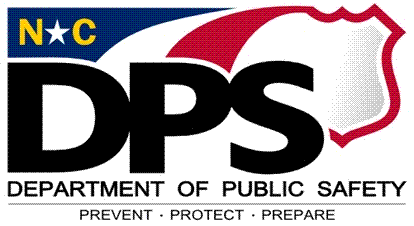 N★C
DPS
DEPARTMENT OF PUBLIC SAFETY
PREVENT · PROTECT · PREPARE